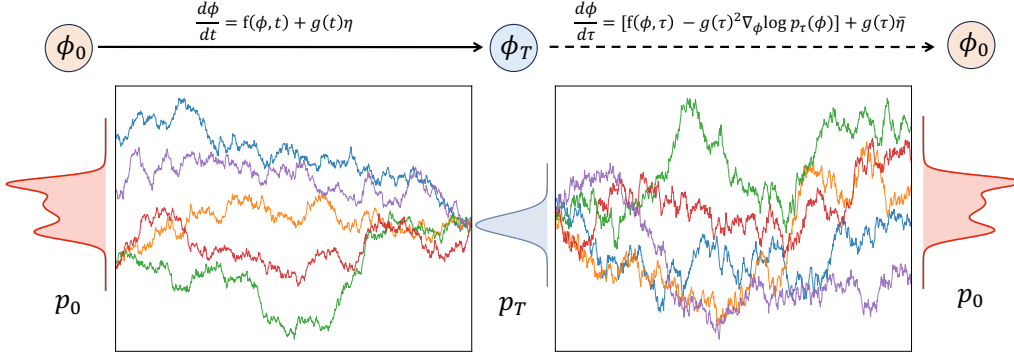 dϕ/dt = f(ϕ, t) + g(t)η
dϕ/dτ = [f(ϕ, τ) − g(τ)²∇ϕ log pτ(ϕ)] + g(τ)η̄
ϕ₀
ϕT
ϕ₀
p₀
pT
p₀